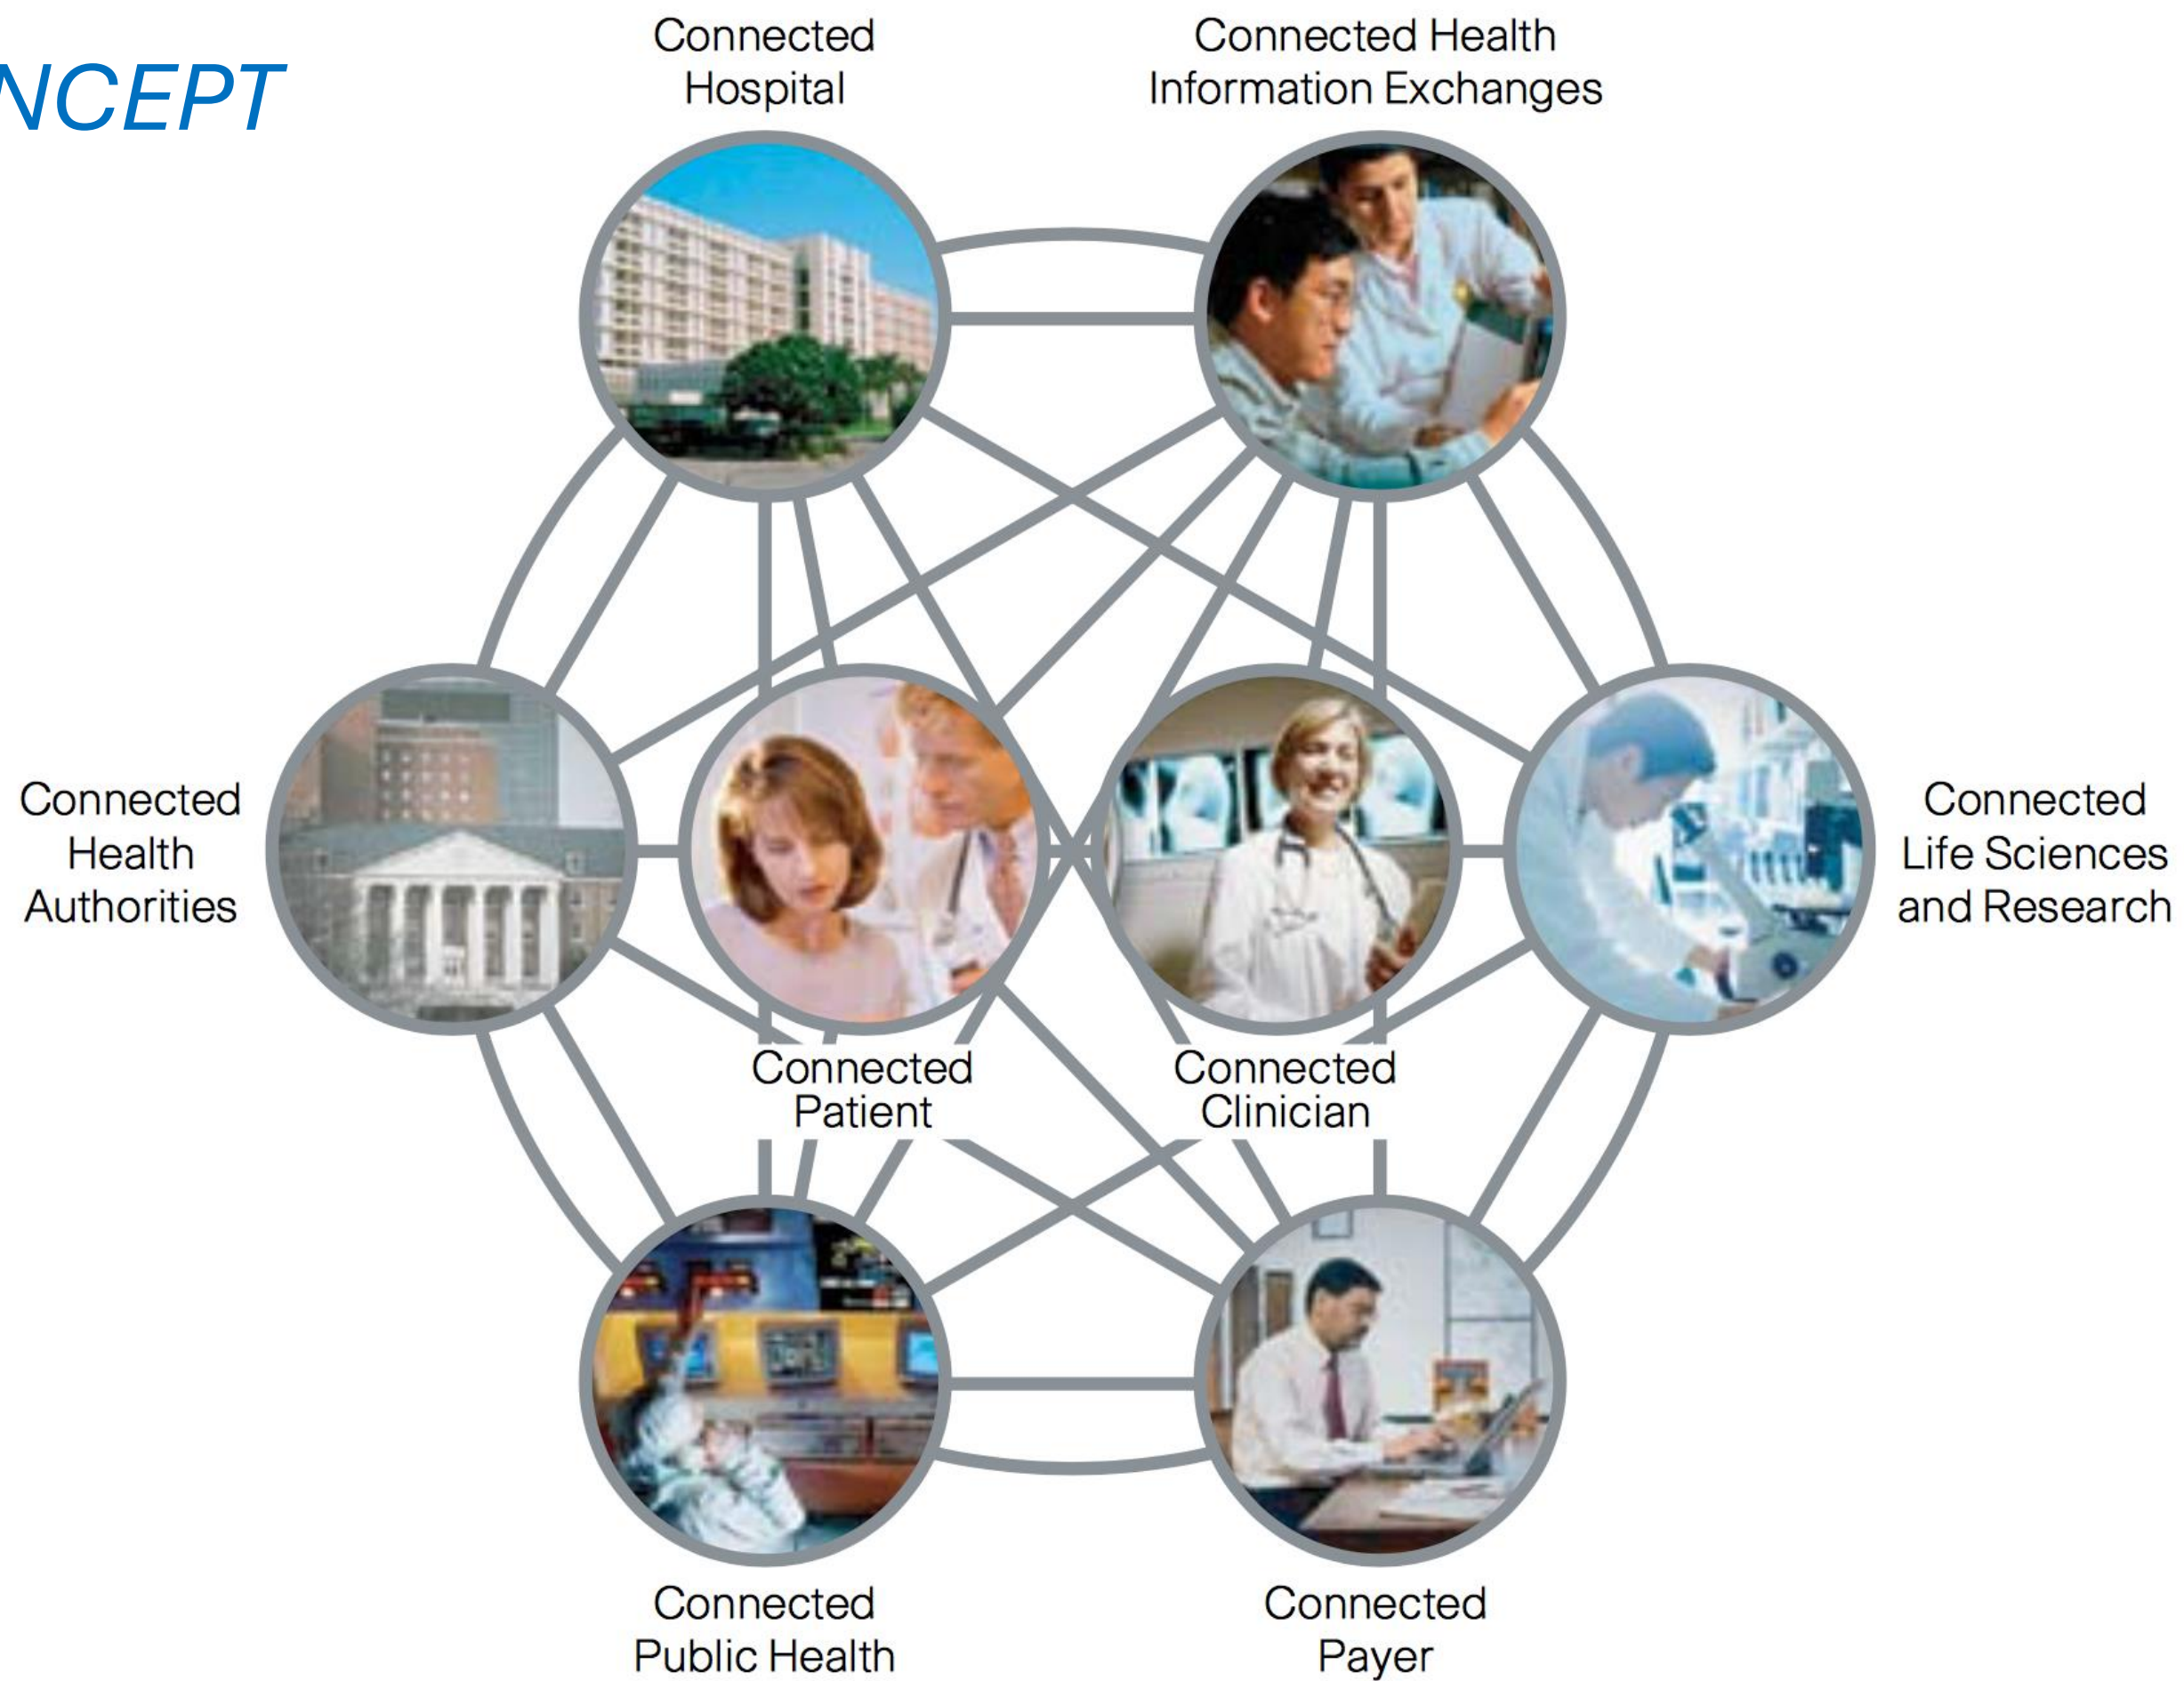 NCEPT
Connected
Hospital
Connected Health
Information Exchanges
Connected
Health
Authorities
Connected
Life Sciences
and Research
Connected
Patient
Connected
Clinician
Connected
Public Health
Connected
Payer